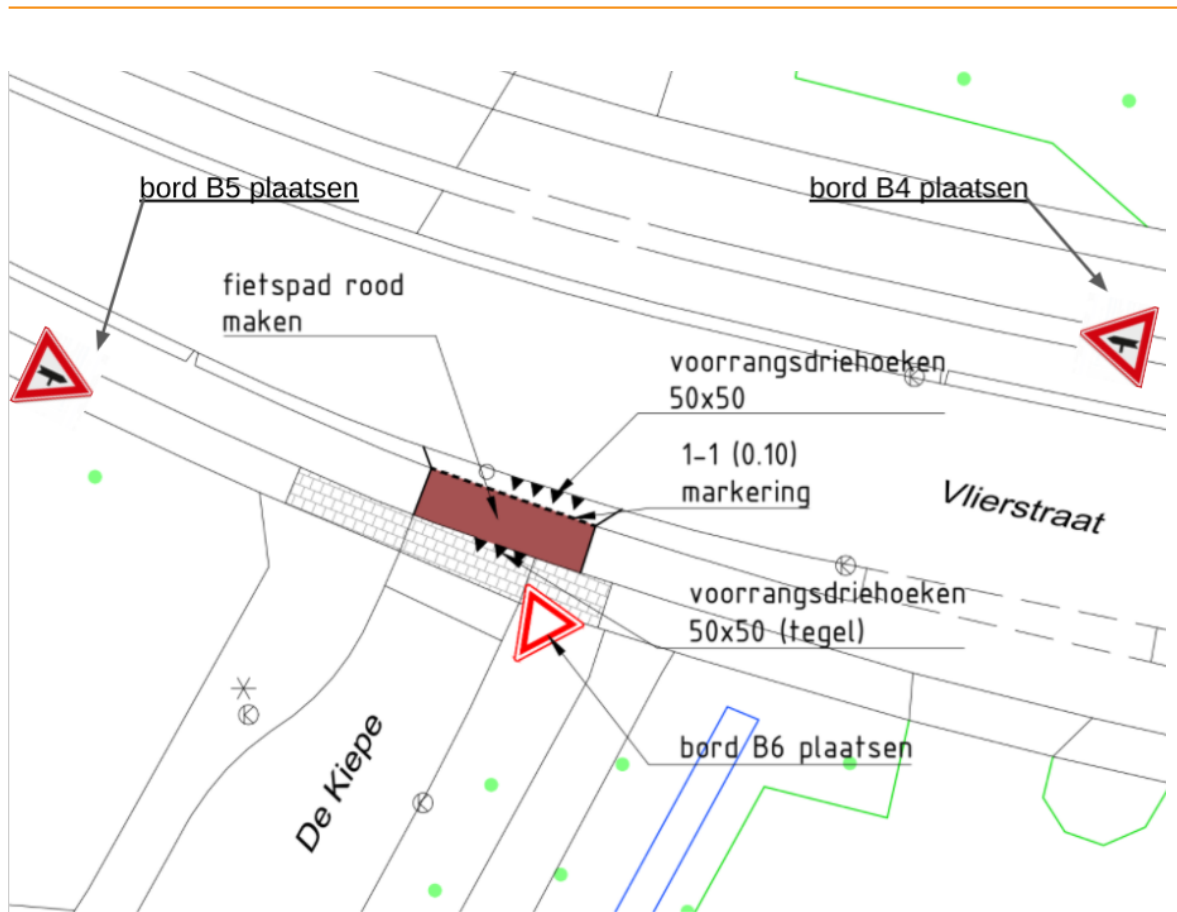 bord B5 plaatsen
bord B4 plaatsen
fietspad rood
maken
voorrangsdriehoeken
50x50
1-1 (0.10)
markering
Vlierstraat
voorrangsdriehoeken
50x50 (tegel)
De Kiepe
bord B6 plaatsen
K
K
K
K